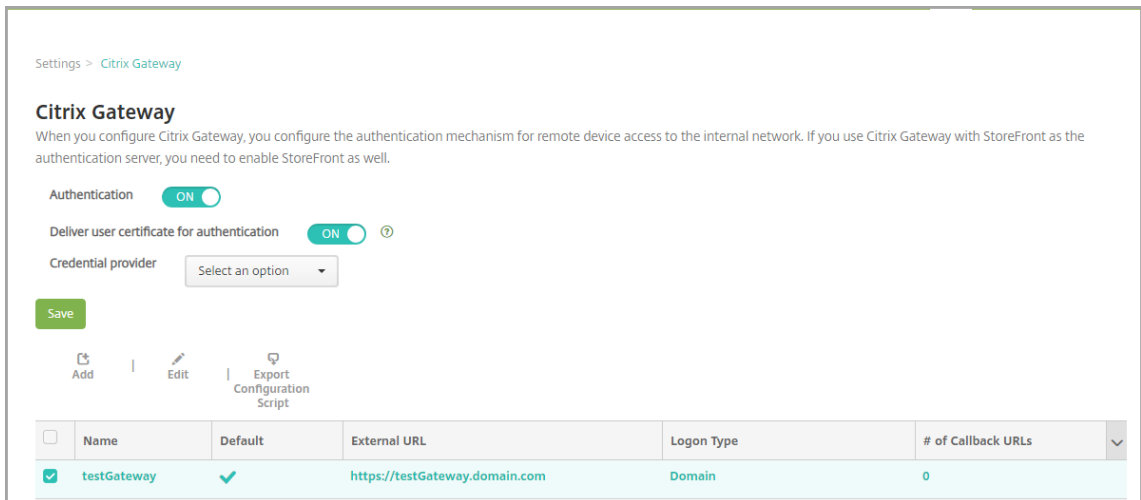 Settings > Citrix Gateway
Citrix Gateway
When you configure Citrix Gateway, you configure the authentication mechanism for remote device access to the internal network. If you use Citrix Gateway with StoreFront as the
authentication server, you need to enable StoreFront as well.
Authentication ON
Deliver user certificate for authentication ON ?
Credential provider Select an option
Save
Add | Edit | Export
Configuration
Script
Name Default External URL Logon Type # of Callback URLs
testGateway https://testGateway.domain.com Domain 0